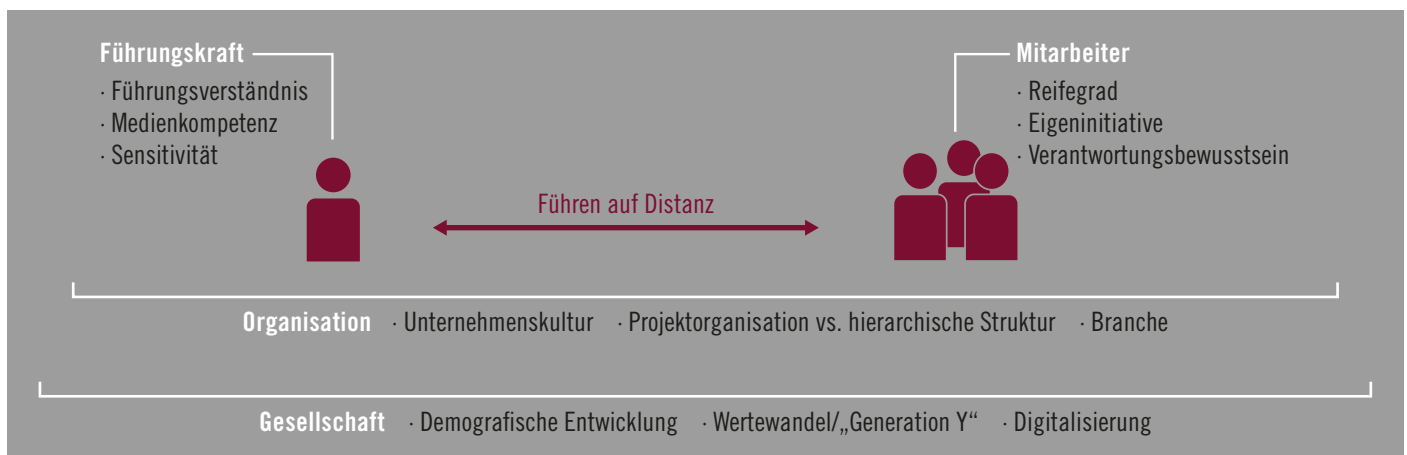 Führungskraft
· Führungsverständnis
· Medienkompetenz
· Sensitivität
Mitarbeiter
· Reifegrad
· Eigeninitiative
· Verantwortungsbewusstsein
Führen auf Distanz
Organisation · Unternehmenskultur · Projektorganisation vs. hierarchische Struktur · Branche
Gesellschaft · Demografische Entwicklung · Wertewandel/„Generation Y“ · Digitalisierung